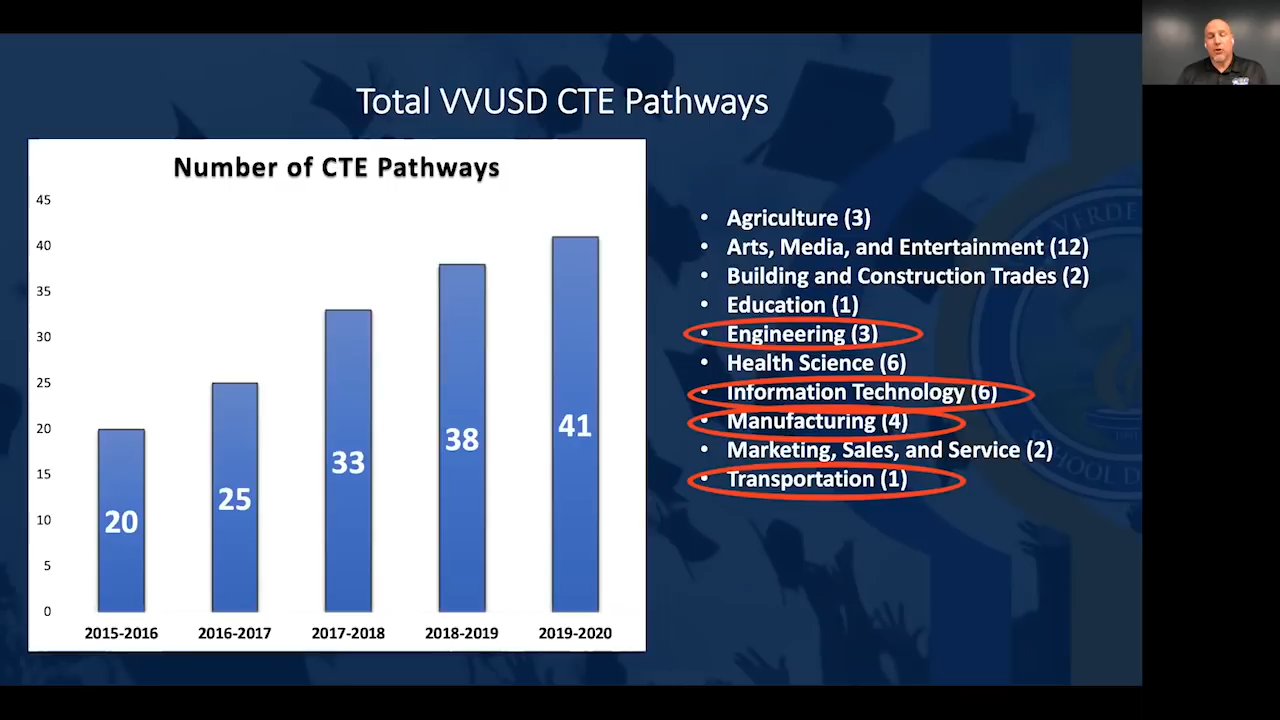 Total VVUSD CTE Pathways
Number of CTE Pathways
45
40
35
30
25
20
15
10
5
0
20
25
33
38
41
2015-2016
2016-2017
2017-2018
2018-2019
2019-2020
• Agriculture (3)
• Arts, Media, and Entertainment (12)
• Building and Construction Trades (2)
• Education (1)
• Engineering (3)
• Health Science (6)
• Information Technology (6)
• Manufacturing (4)
• Marketing, Sales, and Service (2)
• Transportation (1)
VERDE